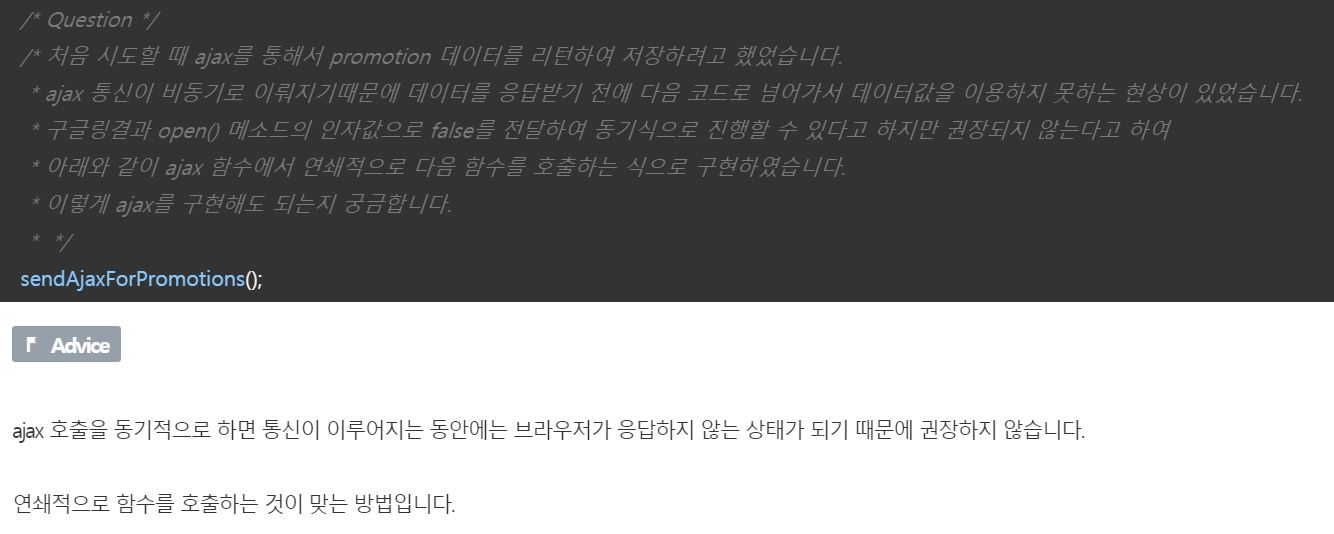 /* Question */
/* 처음 시도할 때 ajax를 통해서 promotion 데이터를 리턴하여 저장하려고 했었습니다.
* ajax 통신이 비동기로 이뤄지기때문에 데이터를 응답받기 전에 다음 코드로 넘어가서 데이터값을 이용하지 못하는 현상이 있었습니다.
* 구글링결과 open() 메소드의 인자값으로 false를 전달하여 동기식으로 진행할 수 있다고 하지만 권장되지 않는다고 하여
* 아래와 같이 ajax 함수에서 연쇄적으로 다음 함수를 호출하는 식으로 구현하였습니다.
* 이렇게 ajax를 구현해도 되는지 궁금합니다.
* */
sendAjaxForPromotions();
Advice
ajax 호출을 동기적으로 하면 통신이 이루어지는 동안에는 브라우저가 응답하지 않는 상태가 되기 때문에 권장하지 않습니다.
연쇄적으로 함수를 호출하는 것이 맞는 방법입니다.